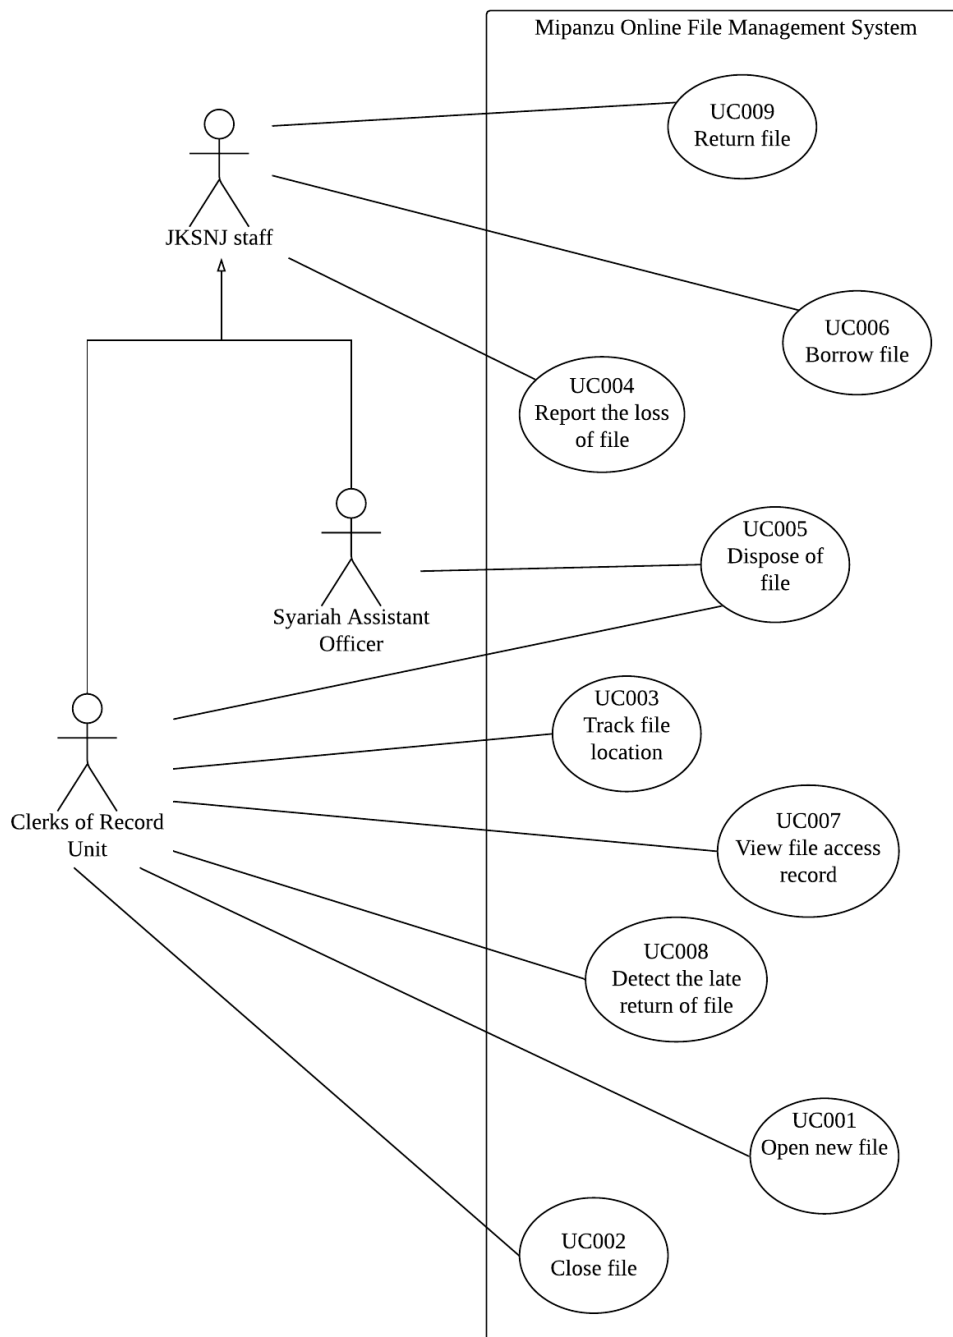 Mipanzu Online File Management System
UC009
Return file
JKSNJ staff
UC006
Borrow file
UC004
Report the loss
of file
UC005
Dispose of
file
Syariah Assistant
Officer
UC003
Track file
location
Clerks of Record
Unit
UC007
View file access
record
UC008
Detect the late
return of file
UC001
Open new file
UC002
Close file